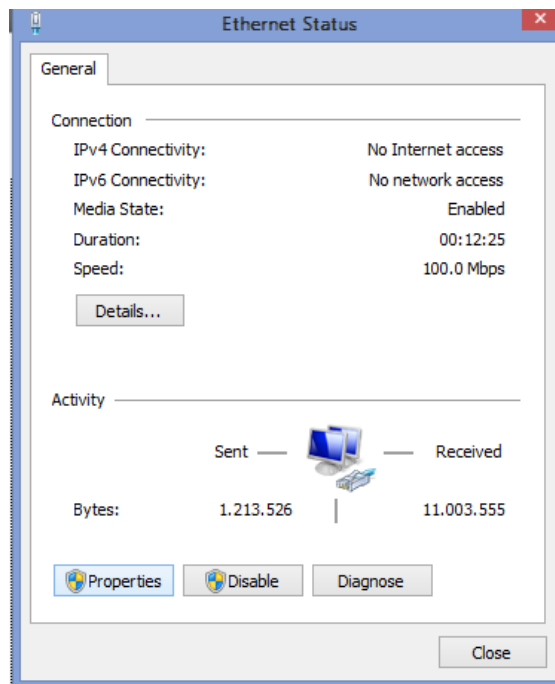 Ethernet Status
General
Connection
IPv4 Connectivity: No Internet access
IPv6 Connectivity: No network access
Media State: Enabled
Duration: 00:12:25
Speed: 100.0 Mbps
Details...
Activity
Sent Received
Bytes: 1.213.526 11.003.555
Properties Disable Diagnose
Close